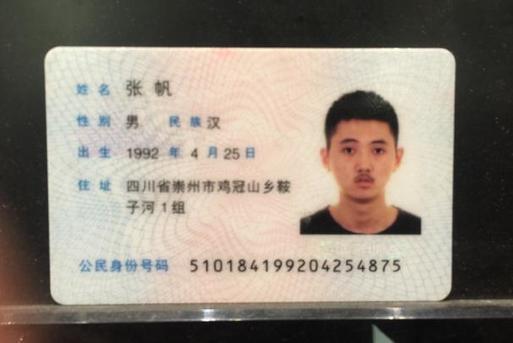 姓名 张帆
性别 男 民族 汉
出生 1992 年 4 月 25 日
住址 四川省崇州市鸡冠山乡鞍
子河1组
公民身份号码 510184199204254875